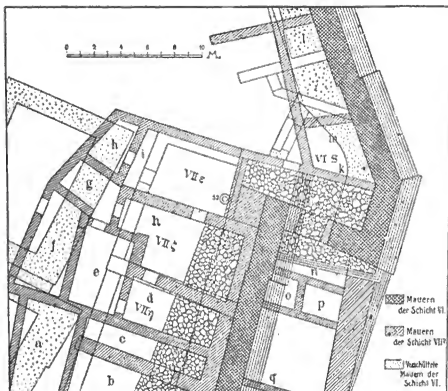 0 2 4 6 8 10 M.
l
i
m
VI S
k
h
i
g
VII ε
h
VII ζ
f
e
d
VII η
n
o
p
a
c
b
q
Mauern
der Schicht VI.
Mauern
der Schicht VII
Verschüttete
Mauern der
Schicht VI.